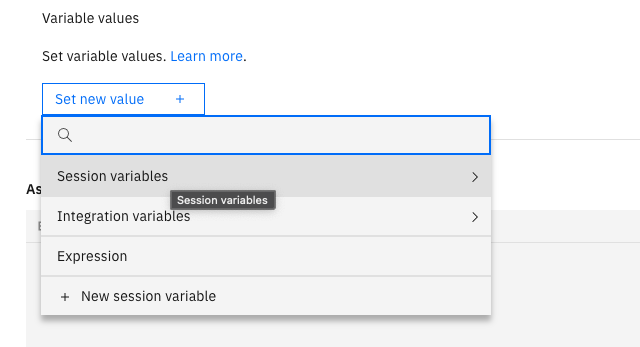 Variable values
Set variable values. Learn more.
Set new value +
Session variables
Session variables
Integration variables
Expression
+ New session variable
As